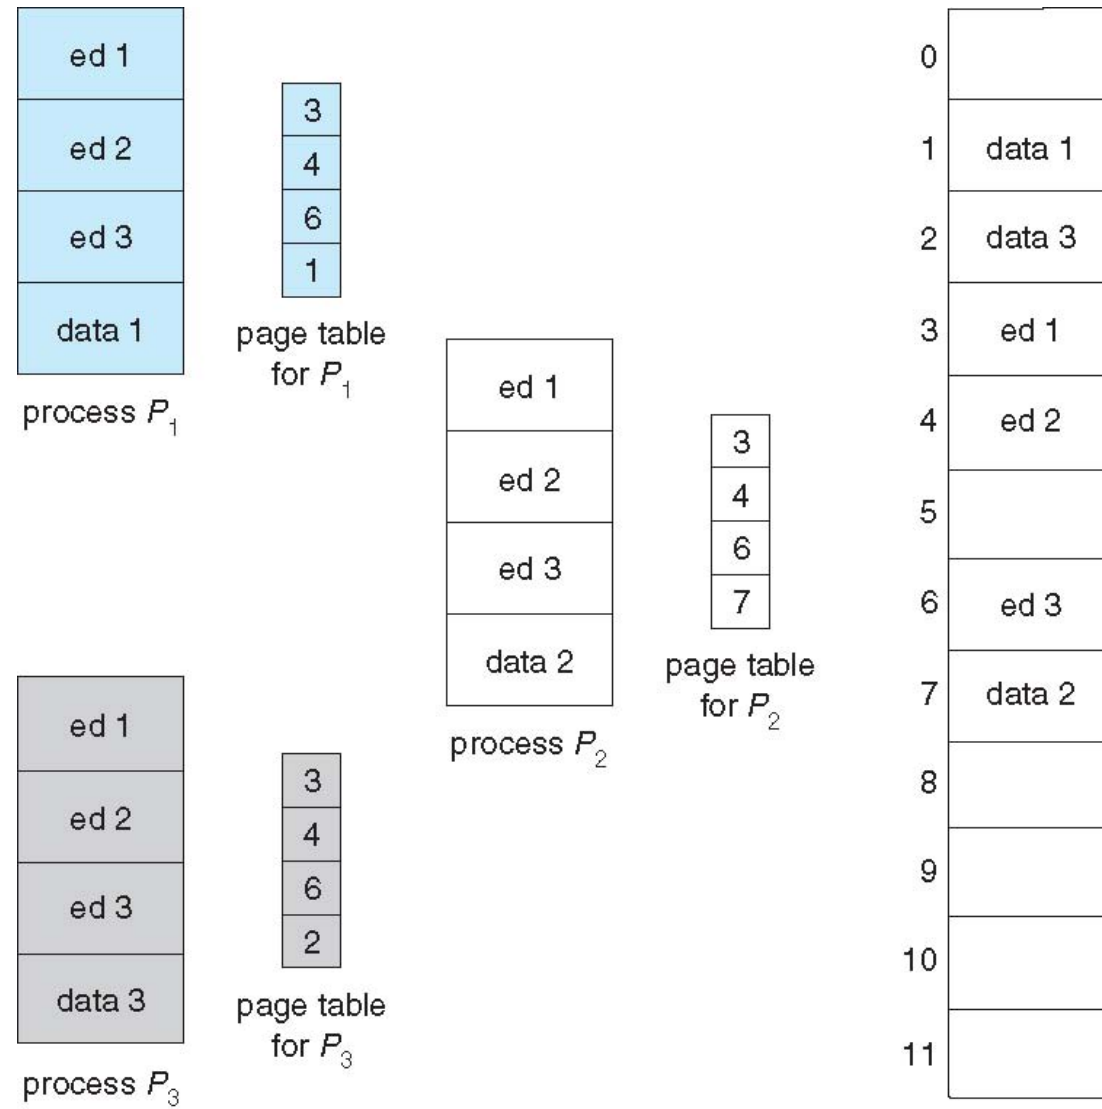 ed 1
ed 2
ed 3
data 1
process P1
3
4
6
1
page table
for P1
ed 1
ed 2
ed 3
data 2
process P2
3
4
6
7
page table
for P2
ed 1
ed 2
ed 3
data 3
process P3
3
4
6
2
page table
for P3
0
1 data 1
2 data 3
3 ed 1
4 ed 2
5
6 ed 3
7 data 2
8
9
10
11